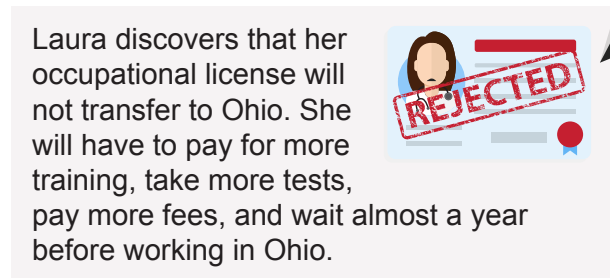 Laura discovers that her
occupational license will
not transfer to Ohio. She
will have to pay for more
training, take more tests,
pay more fees, and wait almost a year
before working in Ohio.
REJECTED